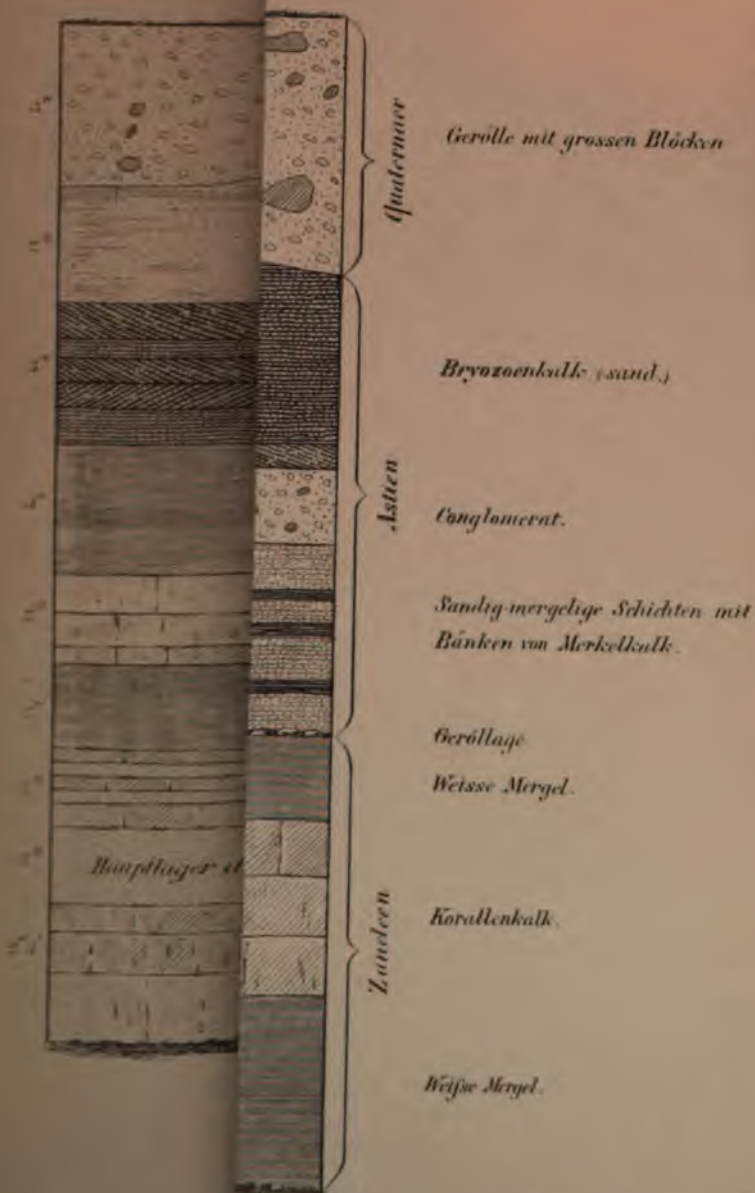 Quaternaer
Gerölle mit grossen Blöcken
Bryozoenkalk (sand.)
Astien
Conglomerat.
Sandig-mergelige Schichten mit
Bänken von Merkelkalk.
Geröllage
Weisse Mergel.
Hauptlager
Korallenkalk.
Zancleen
Weiſse Mergel.